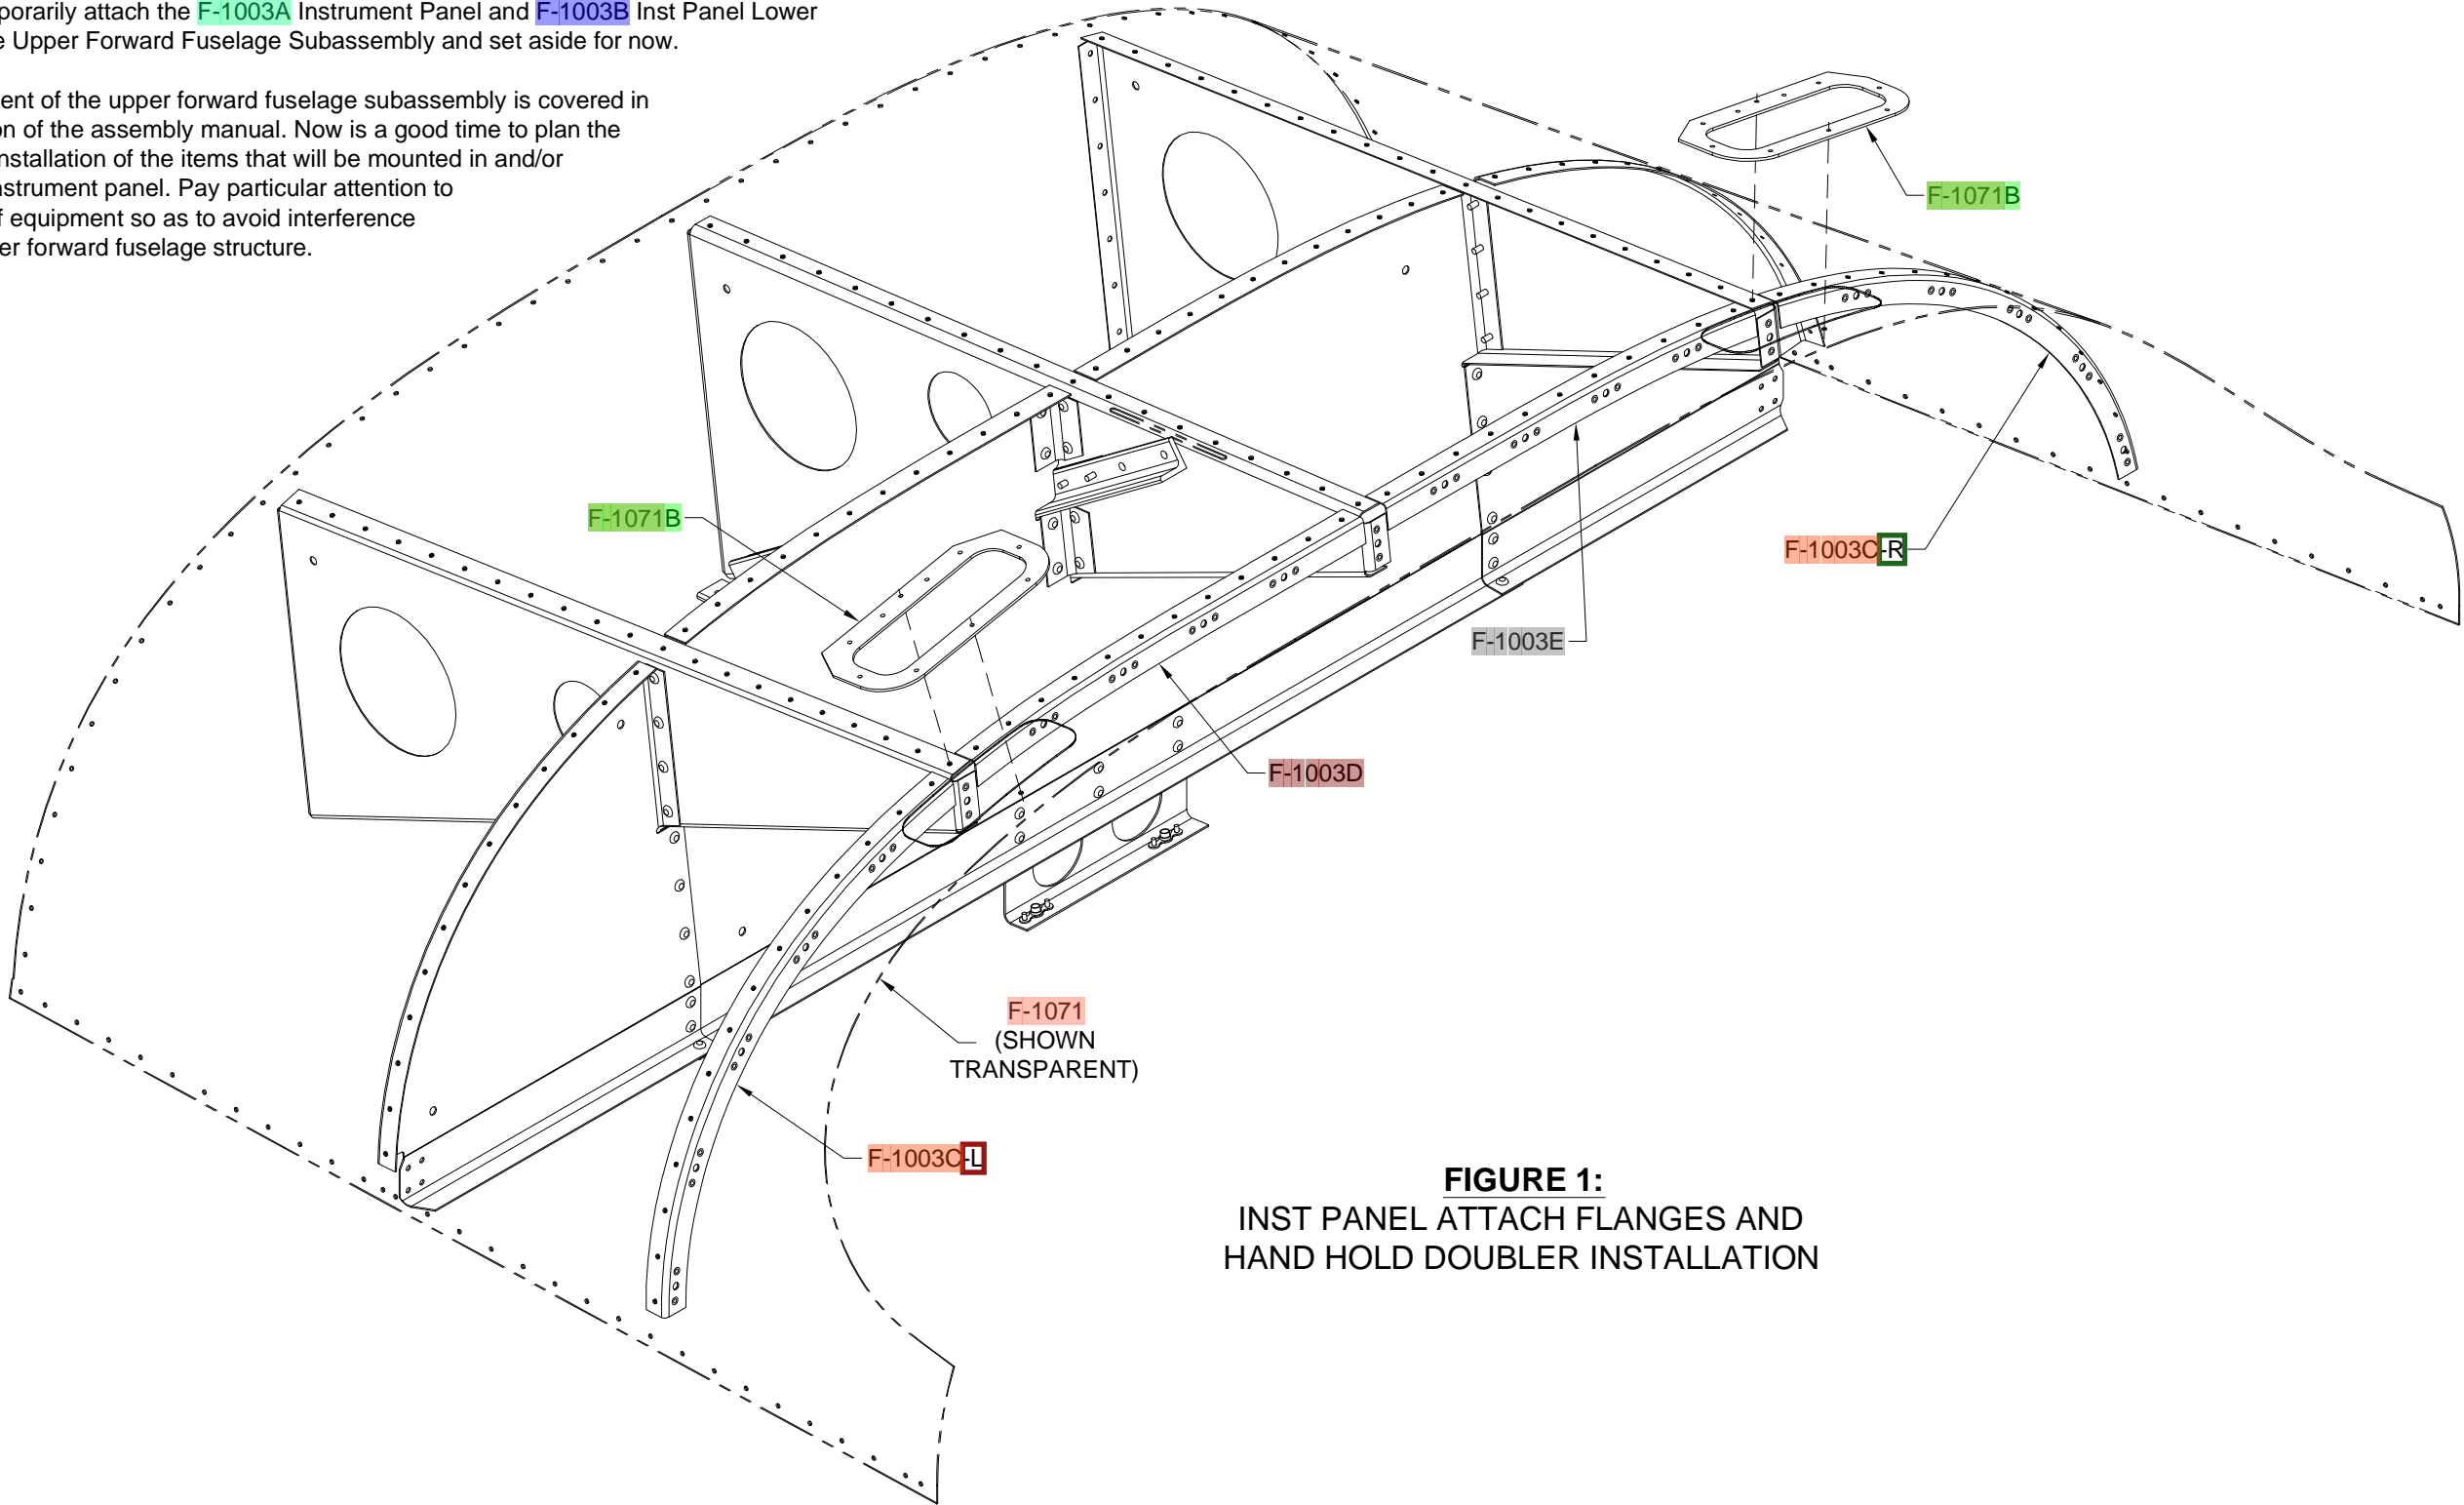 porarily attach the F-1003A Instrument Panel and F-1003B Inst Panel Lower
e Upper Forward Fuselage Subassembly and set aside for now.
ent of the upper forward fuselage subassembly is covered in
on of the assembly manual. Now is a good time to plan the
nstallation of the items that will be mounted in and/or
nstrument panel. Pay particular attention to
f equipment so as to avoid interference
er forward fuselage structure.
F-1071B
F-1071B
F-1003C-R
F-1003E
F-1003D
F-1071
(SHOWN
TRANSPARENT)
F-1003C-L
FIGURE 1:
INST PANEL ATTACH FLANGES AND
HAND HOLD DOUBLER INSTALLATION